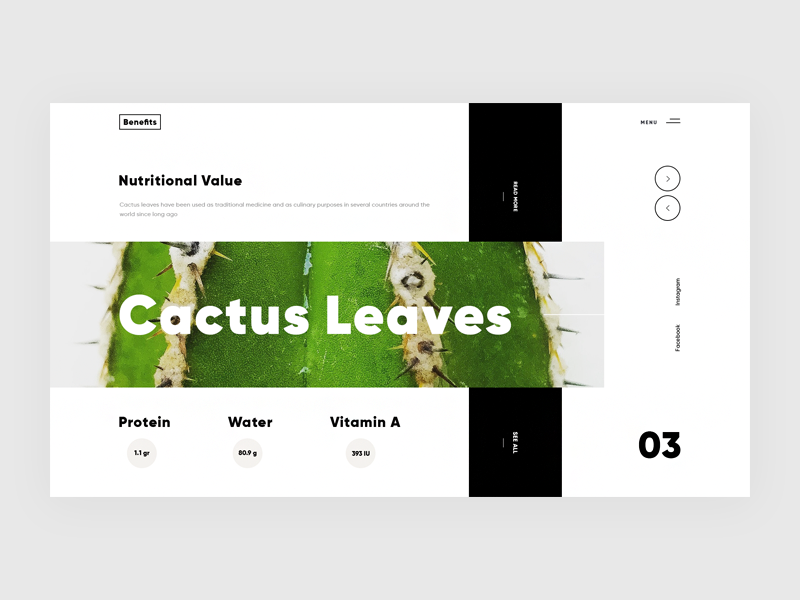 Benefits
MENU
Nutritional Value
Cactus leaves have been used as traditional medicine and as culinary purposes in several countries around the
world since long ago
READ MORE
Cactus Leaves
Instagram
Facebook
Protein
Water
Vitamin A
1.1 gr
80.9 g
393 IU
SEE ALL
03